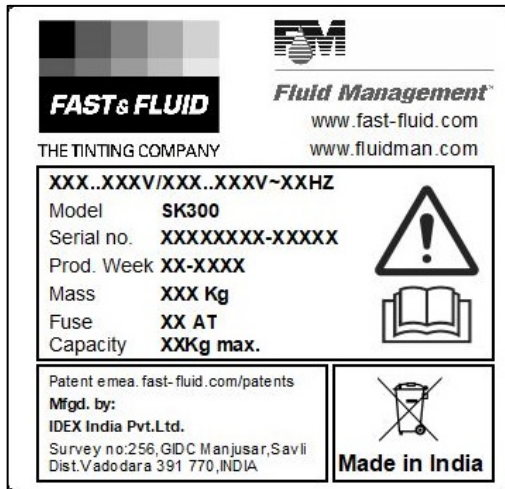 FAST & FLUID
THE TINTING COMPANY
FM
Fluid Management™
www.fast-fluid.com
www.fluidman.com
XXX..XXXV/XXX..XXXV~XXHZ
Model SK300
Serial no. XXXXXXXX-XXXXX
Prod. Week XX-XXXX
Mass XXX Kg
Fuse XX AT
Capacity XXKg max.
Patent emea.fast-fluid.com/patents
Mfgd. by:
IDEX India Pvt.Ltd.
Survey no:256,GIDC Manjusar,Savli
Dist.Vadodara 391 770,INDIA
Made in India